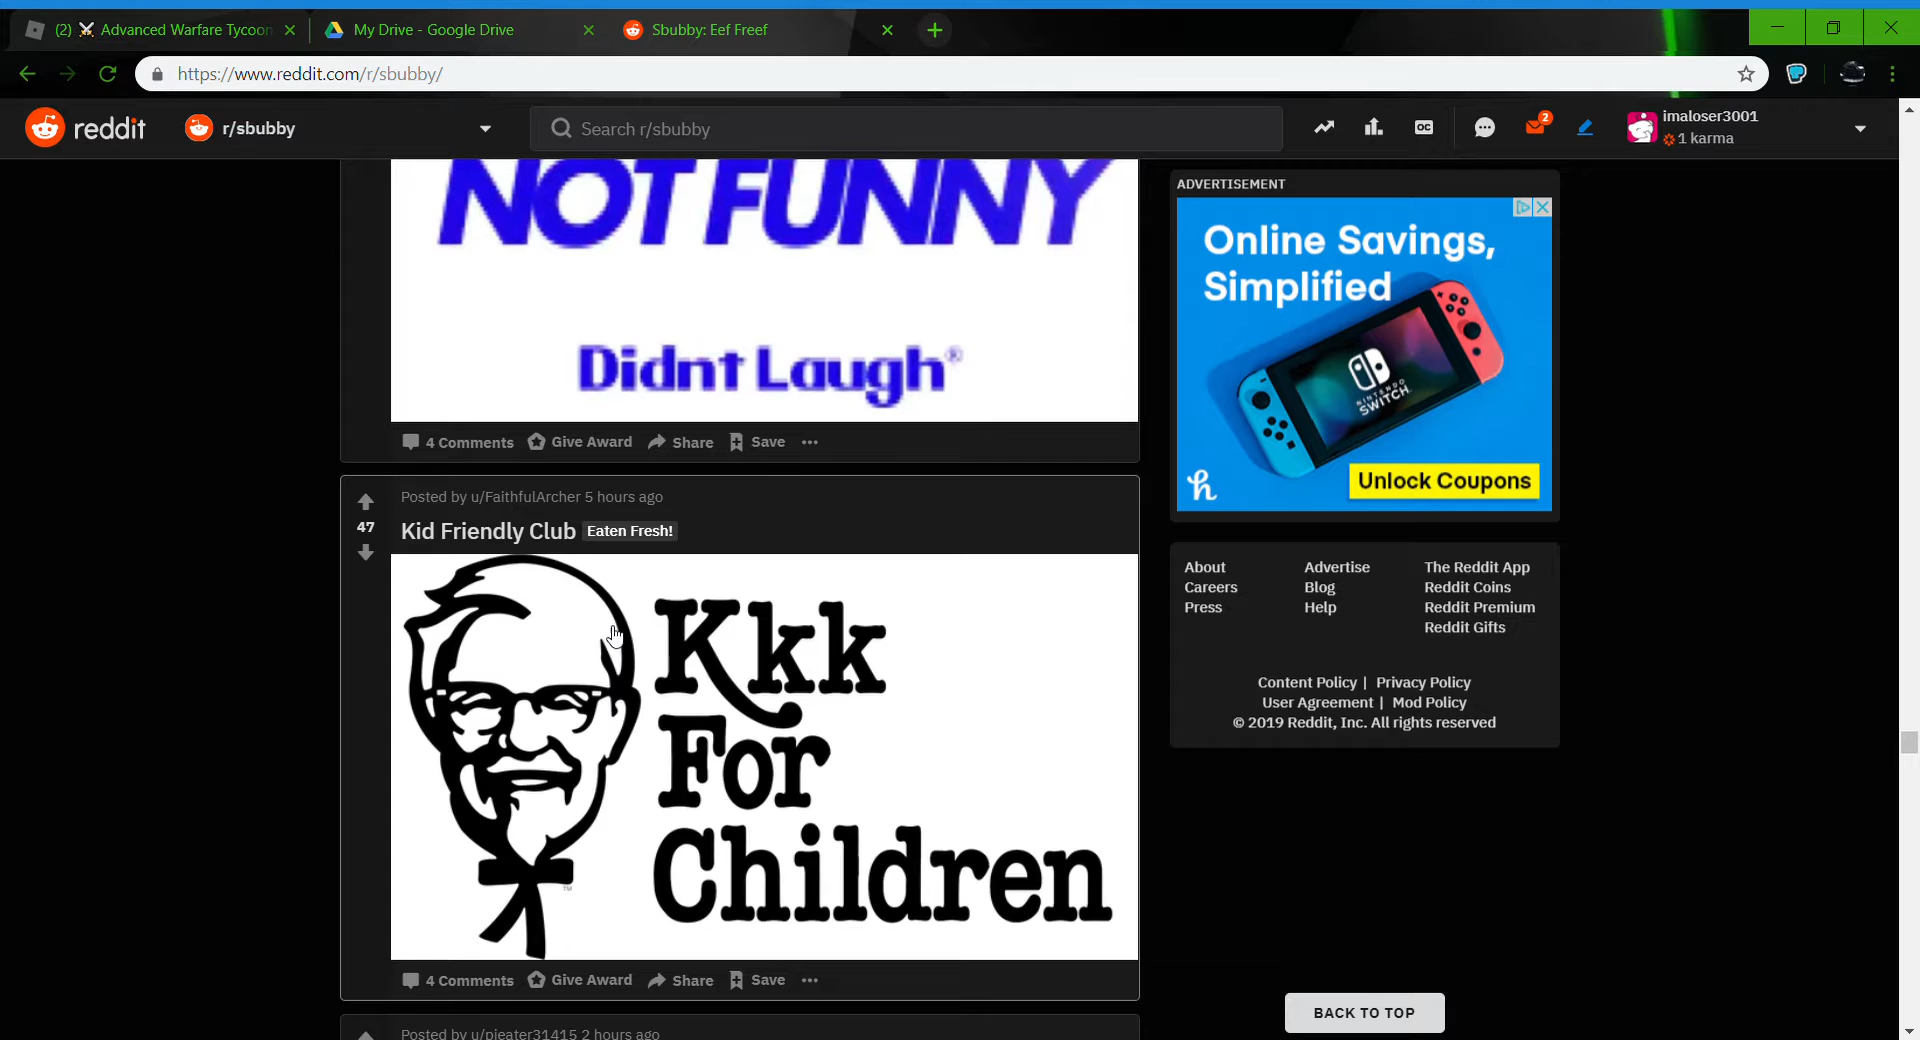 (2) ⚔ Advanced Warfare Tycoon
My Drive - Google Drive
Sbubby: Eef Freef
https://www.reddit.com/r/sbubby/
reddit
r/sbubby
Search r/sbubby
OC
2
imaloser3001
1 karma
NOT FUNNY
Didnt Laugh®
4 Comments
Give Award
Share
Save
Posted by u/FaithfulArcher 5 hours ago
47
Kid Friendly Club
Eaten Fresh!
Kkk
For
Children
TM
4 Comments
Give Award
Share
Save
Posted by u/pieater31415 2 hours ago
ADVERTISEMENT
Online Savings,
Simplified
NINTENDO
SWITCH
h
Unlock Coupons
About
Advertise
The Reddit App
Careers
Blog
Reddit Coins
Press
Help
Reddit Premium
Reddit Gifts
Content Policy | Privacy Policy
User Agreement | Mod Policy
© 2019 Reddit, Inc. All rights reserved
BACK TO TOP